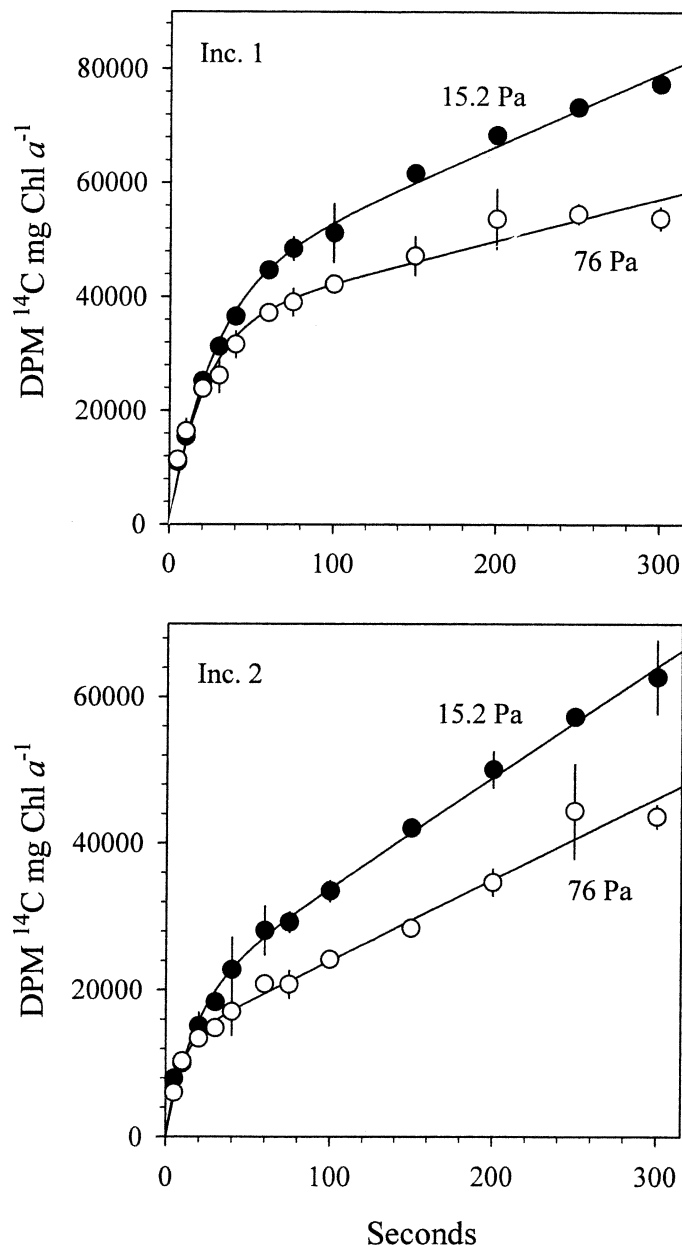 Inc. 1
DPM ¹⁴C mg Chl a⁻¹
80000
60000
40000
20000
0
15.2 Pa
76 Pa
0 100 200 300
Inc. 2
DPM ¹⁴C mg Chl a⁻¹
60000
40000
20000
0
15.2 Pa
76 Pa
0 100 200 300
Seconds